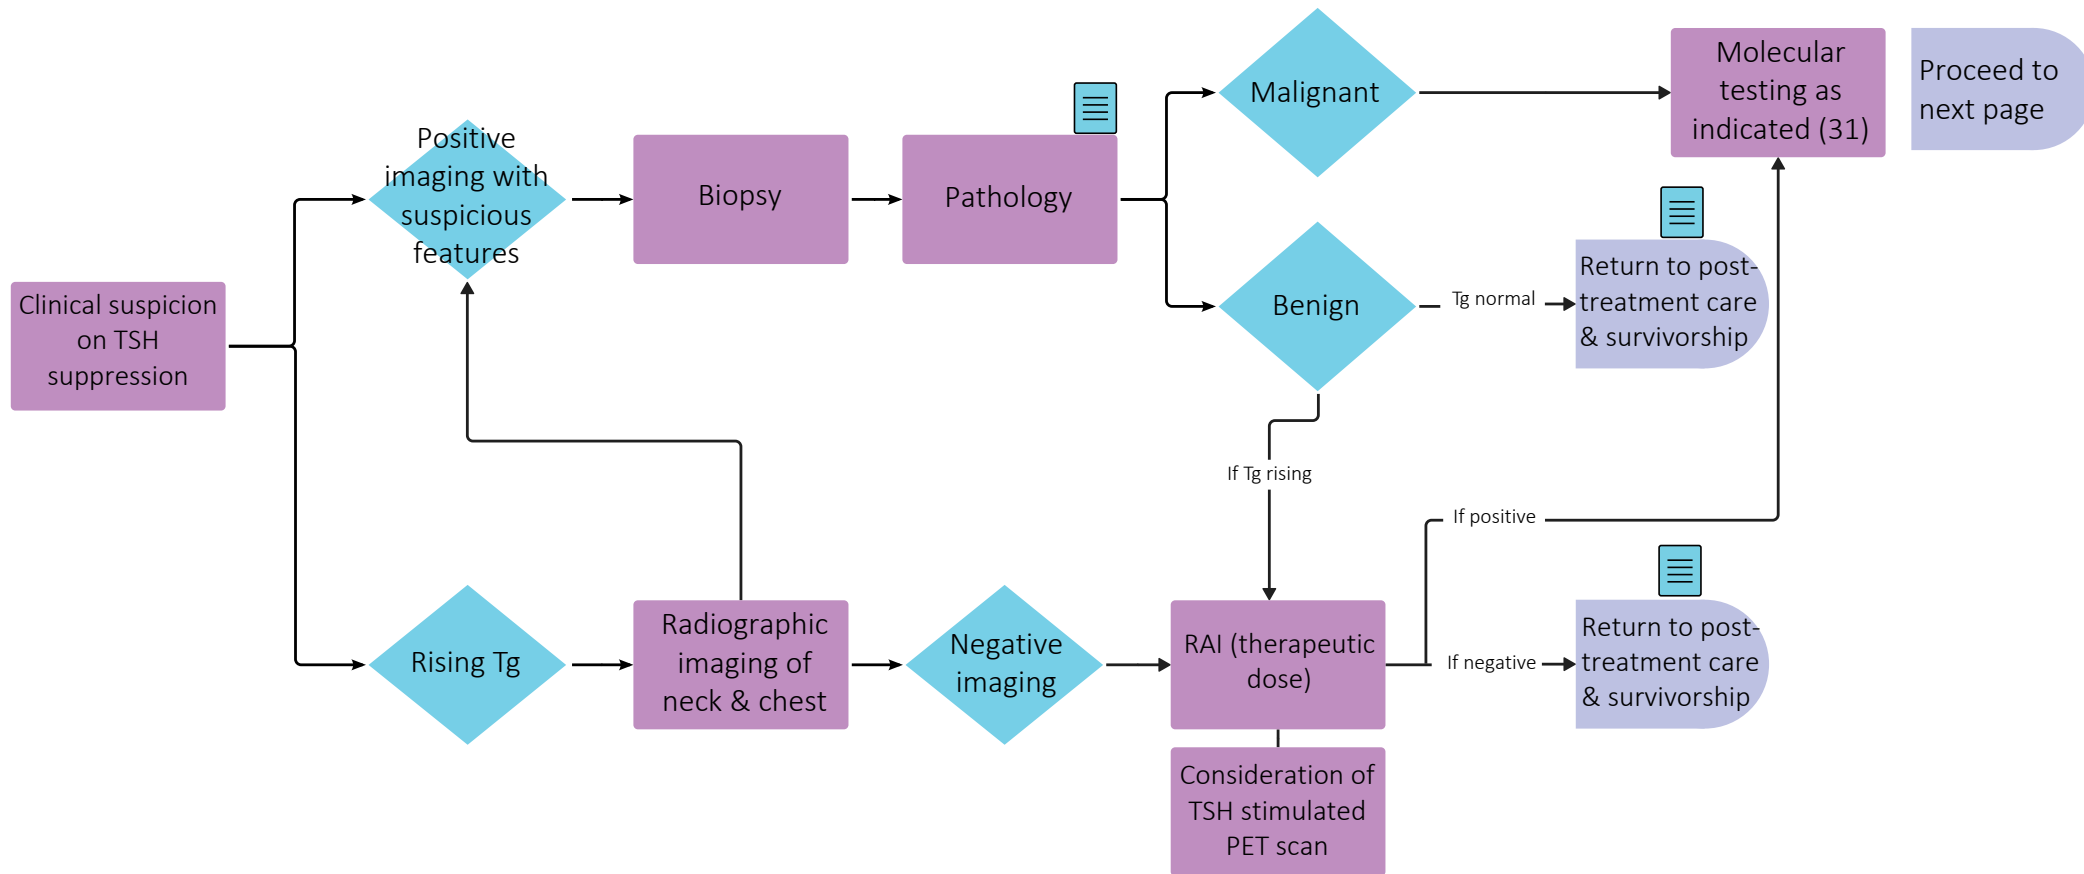 Clinical suspicion
on TSH
suppression
Positive
imaging with
suspicious
features
Biopsy
Pathology
Malignant
Molecular
testing as
indicated (31)
Proceed to
next page
Benign
Tg normal
Return to post-
treatment care
& survivorship
If Tg rising
Rising Tg
Radiographic
imaging of
neck & chest
Negative
imaging
RAI (therapeutic
dose)
If positive
If negative
Return to post-
treatment care
& survivorship
Consideration of
TSH stimulated
PET scan